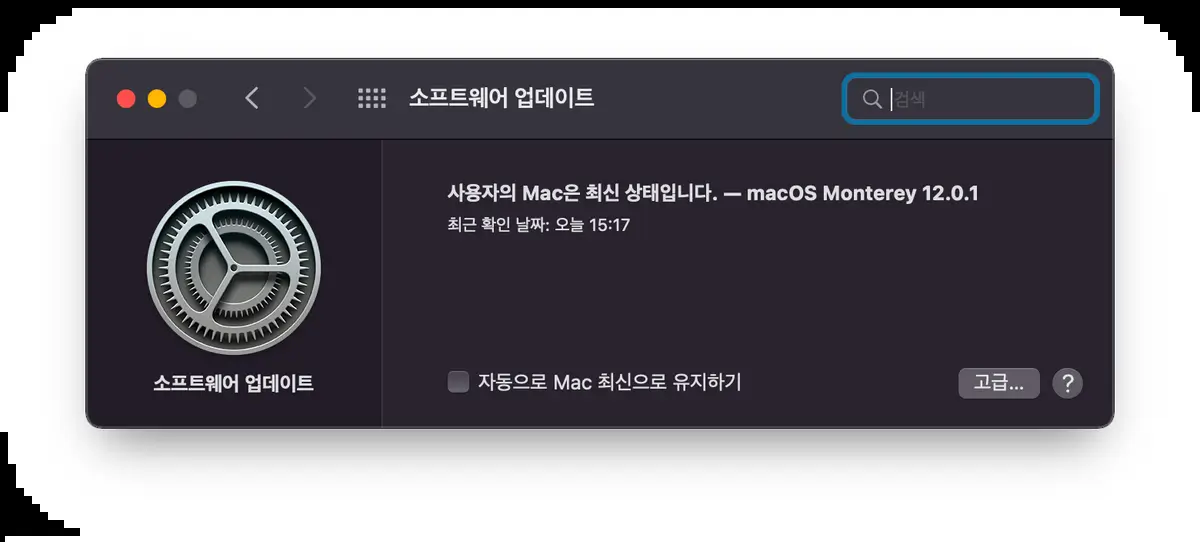 소프트웨어 업데이트
검색
사용자의 Mac은 최신 상태입니다. — macOS Monterey 12.0.1
최근 확인 날짜: 오늘 15:17
소프트웨어 업데이트
자동으로 Mac 최신으로 유지하기
고급...
?